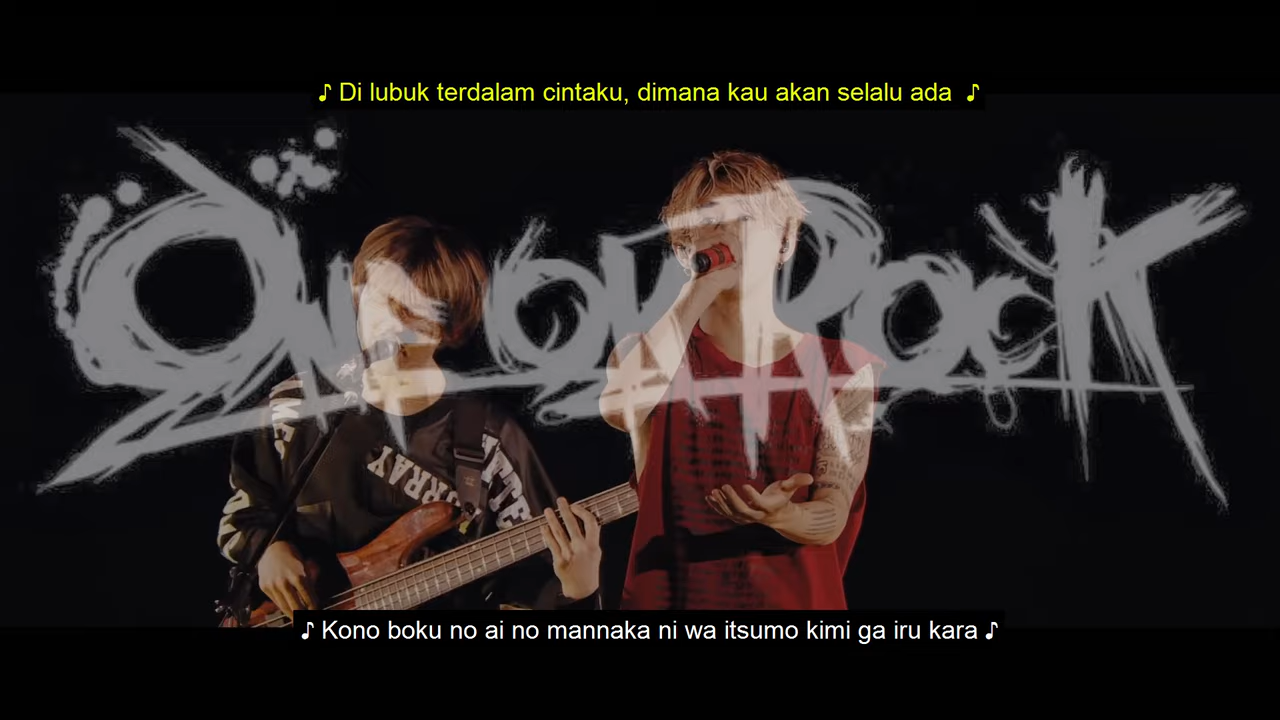 ♪ Di lubuk terdalam cintaku, dimana kau akan selalu ada ♪
ONE OK ROCK
♪ Kono boku no ai no mannaka ni wa itsumo kimi ga iru kara ♪